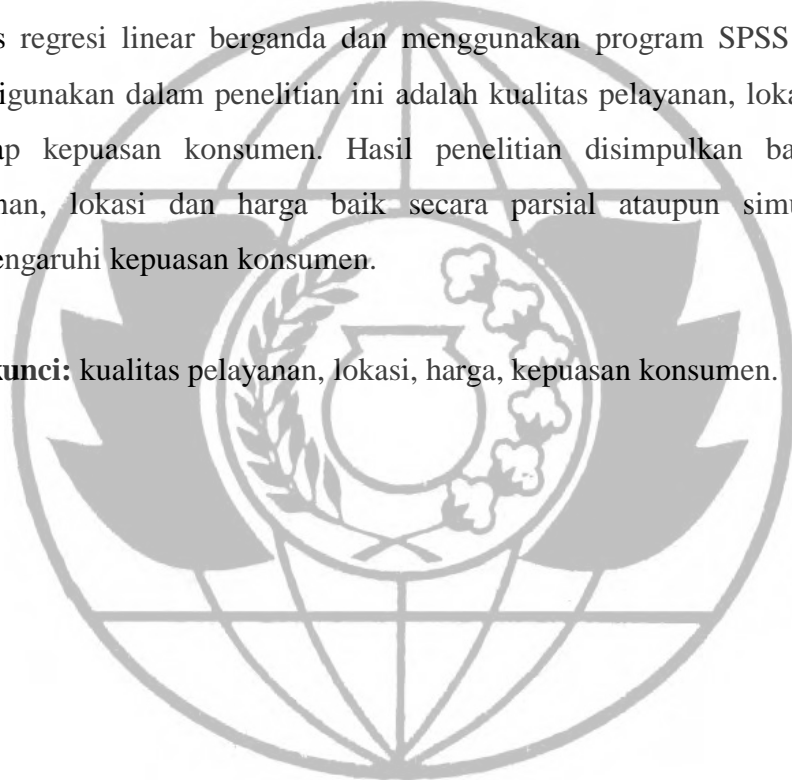 s regresi linear berganda dan menggunakan program SPSS
igunakan dalam penelitian ini adalah kualitas pelayanan, loka
ap kepuasan konsumen. Hasil penelitian disimpulkan ba
nan, lokasi dan harga baik secara parsial ataupun simu
engaruhi kepuasan konsumen.
kunci: kualitas pelayanan, lokasi, harga, kepuasan konsumen.